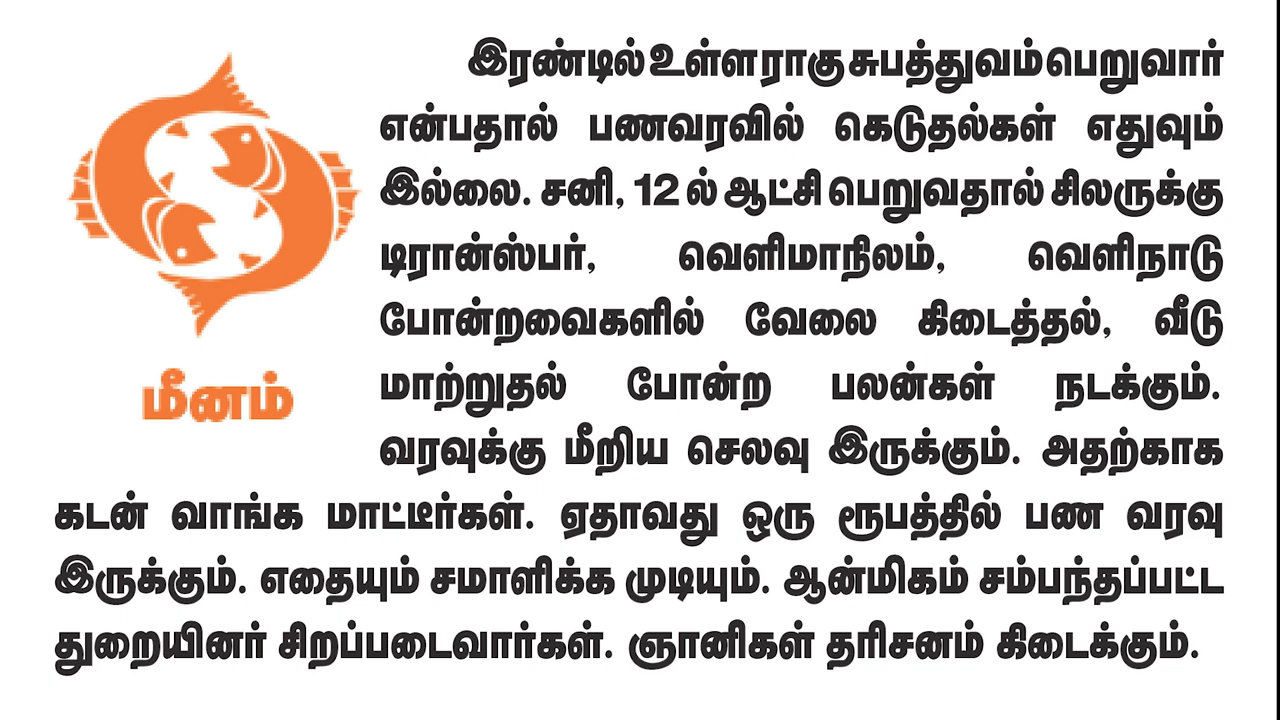 இரண்டில் உள்ள ராகு சுபத்துவம் பெறுவார்
என்பதால் பணவரவில் கெடுதல்கள் எதுவும்
இல்லை. சனி, 12 ல் ஆட்சி பெறுவதால் சிலருக்கு
டிரான்ஸ்பர், வெளிமாநிலம், வெளிநாடு
போன்றவைகளில் வேலை கிடைத்தல், வீடு
மாற்றுதல் போன்ற பலன்கள் நடக்கும்.
மீனம்
வரவுக்கு மீறிய செலவு இருக்கும். அதற்காக
கடன் வாங்க மாட்டீர்கள். ஏதாவது ஒரு ரூபத்தில் பண வரவு
இருக்கும். எதையும் சமாளிக்க முடியும். ஆன்மிகம் சம்பந்தப்பட்ட
துறையினர் சிறப்படைவார்கள். ஞானிகள் தரிசனம் கிடைக்கும்.